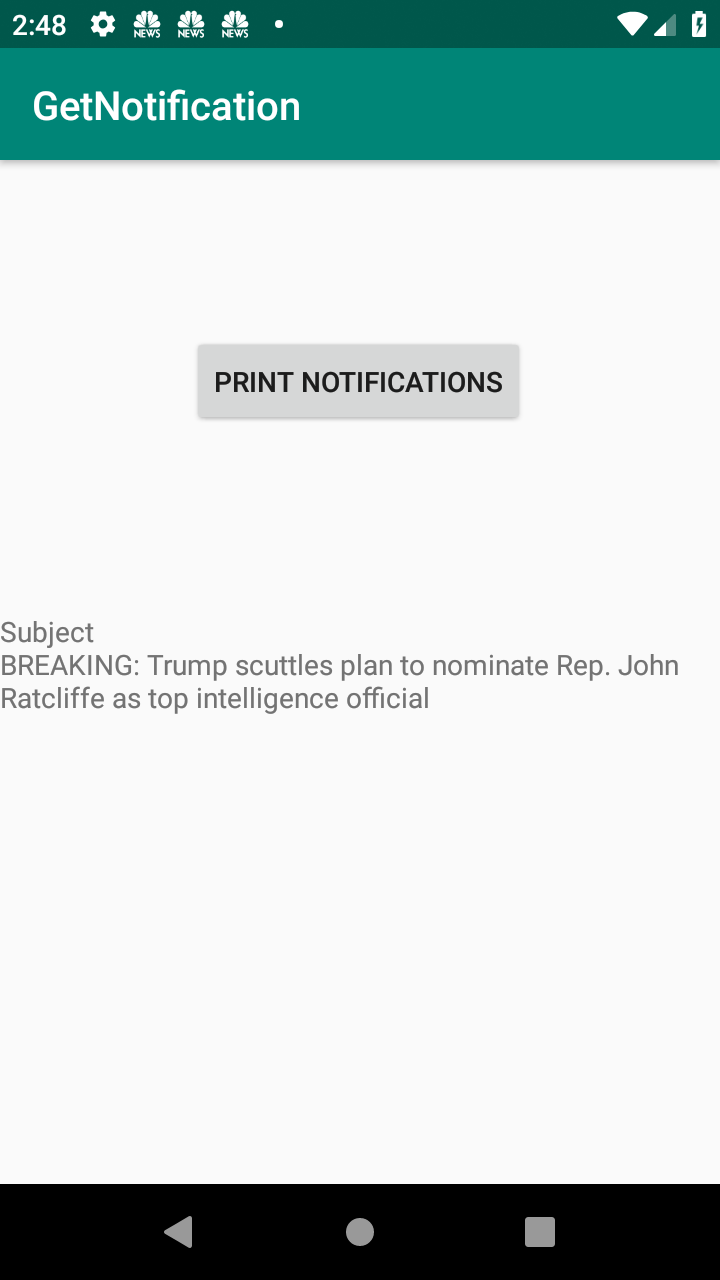 2:48 NEWS NEWS NEWS
GetNotification
PRINT NOTIFICATIONS
Subject
BREAKING: Trump scuttles plan to nominate Rep. John
Ratcliffe as top intelligence official